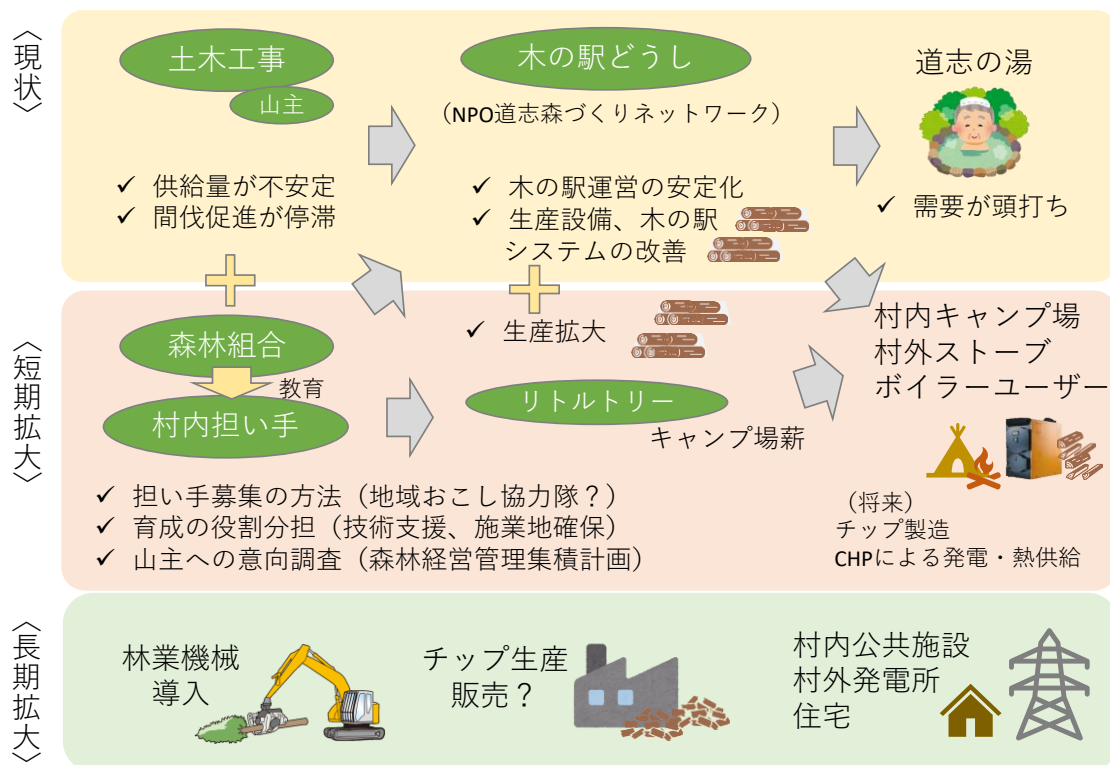 〈現状〉
土木工事
山主
✓ 供給量が不安定
✓ 間伐促進が停滞
木の駅どうし
(NPO道志森づくりネットワーク)
✓ 木の駅運営の安定化
✓ 生産設備、木の駅
システムの改善
道志の湯
✓ 需要が頭打ち
〈短期拡大〉
森林組合
教育
村内担い手
✓ 生産拡大
リトルトリー
キャンプ場薪
村内キャンプ場
村外ストーブ
ボイラーユーザー
✓ 担い手募集の方法(地域おこし協力隊?)
✓ 育成の役割分担(技術支援、施業地確保)
✓ 山主への意向調査(森林経営管理集積計画)
(将来)
チップ製造
CHPによる発電・熱供給
〈長期拡大〉
林業機械
導入
チップ生産
販売?
村内公共施設
村外発電所
住宅